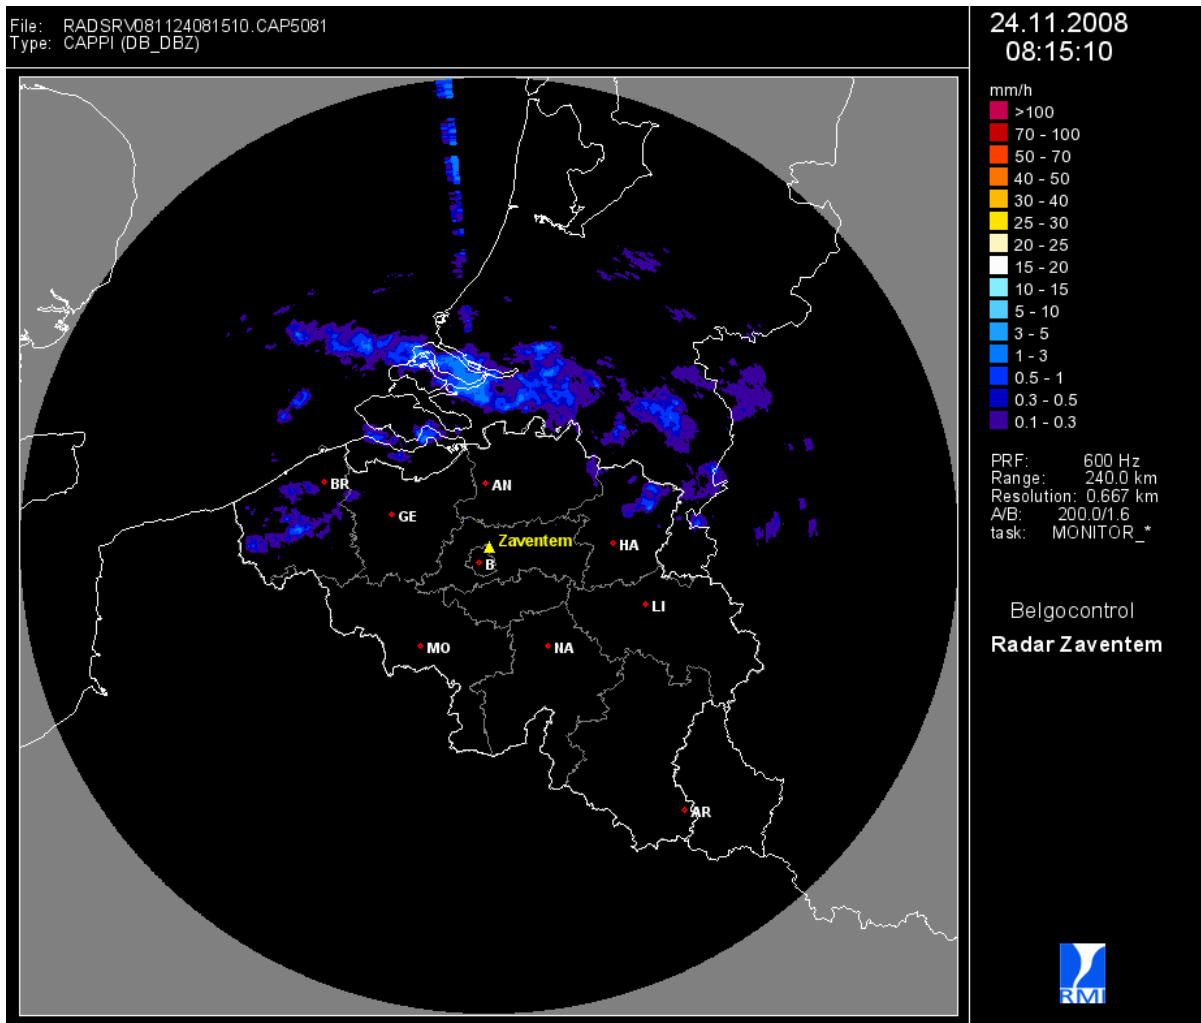 File: RADSRV081124081510.CAP5081
Type: CAPPI (DB_DBZ)
24.11.2008
08:15:10
mm/h
>100
70 - 100
50 - 70
40 - 50
30 - 40
25 - 30
20 - 25
15 - 20
10 - 15
5 - 10
3 - 5
1 - 3
0.5 - 1
0.3 - 0.5
0.1 - 0.3
PRF: 600 Hz
Range: 240.0 km
Resolution: 0.667 km
A/B: 200.0/1.6
task: MONITOR_*
Belgocontrol
Radar Zaventem
BR
AN
GE
Zaventem
HA
B
LI
MO
NA
AR
RMI